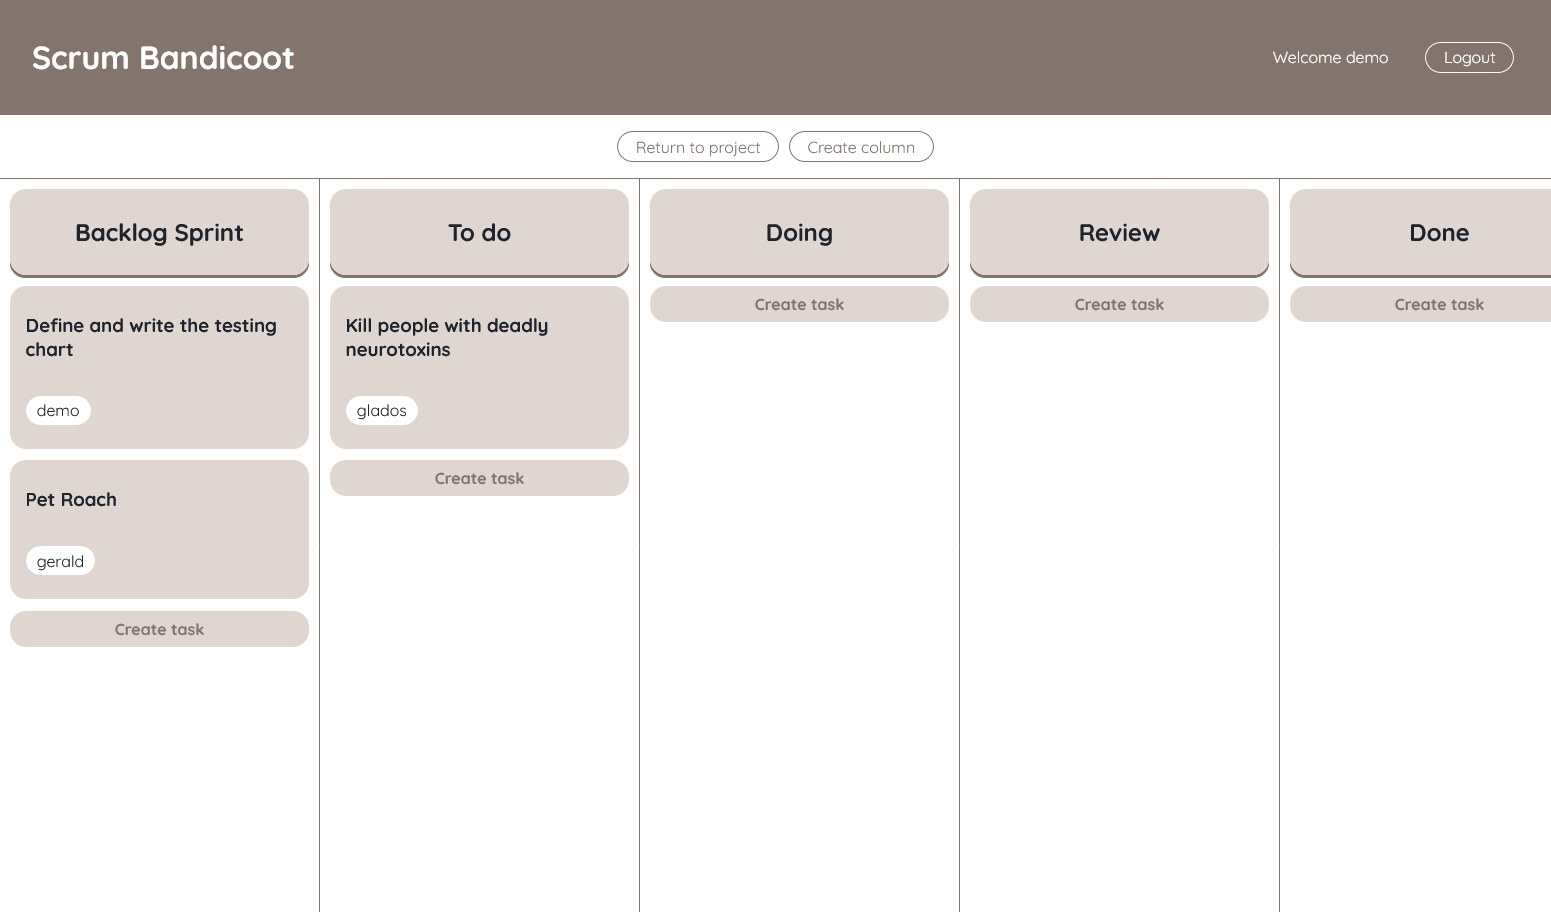 Scrum Bandicoot
Welcome demo
Logout
Return to project
Create column
Backlog Sprint
Define and write the testing
chart
demo
Pet Roach
gerald
Create task
To do
Kill people with deadly
neurotoxins
glados
Create task
Doing
Create task
Review
Create task
Done
Create task